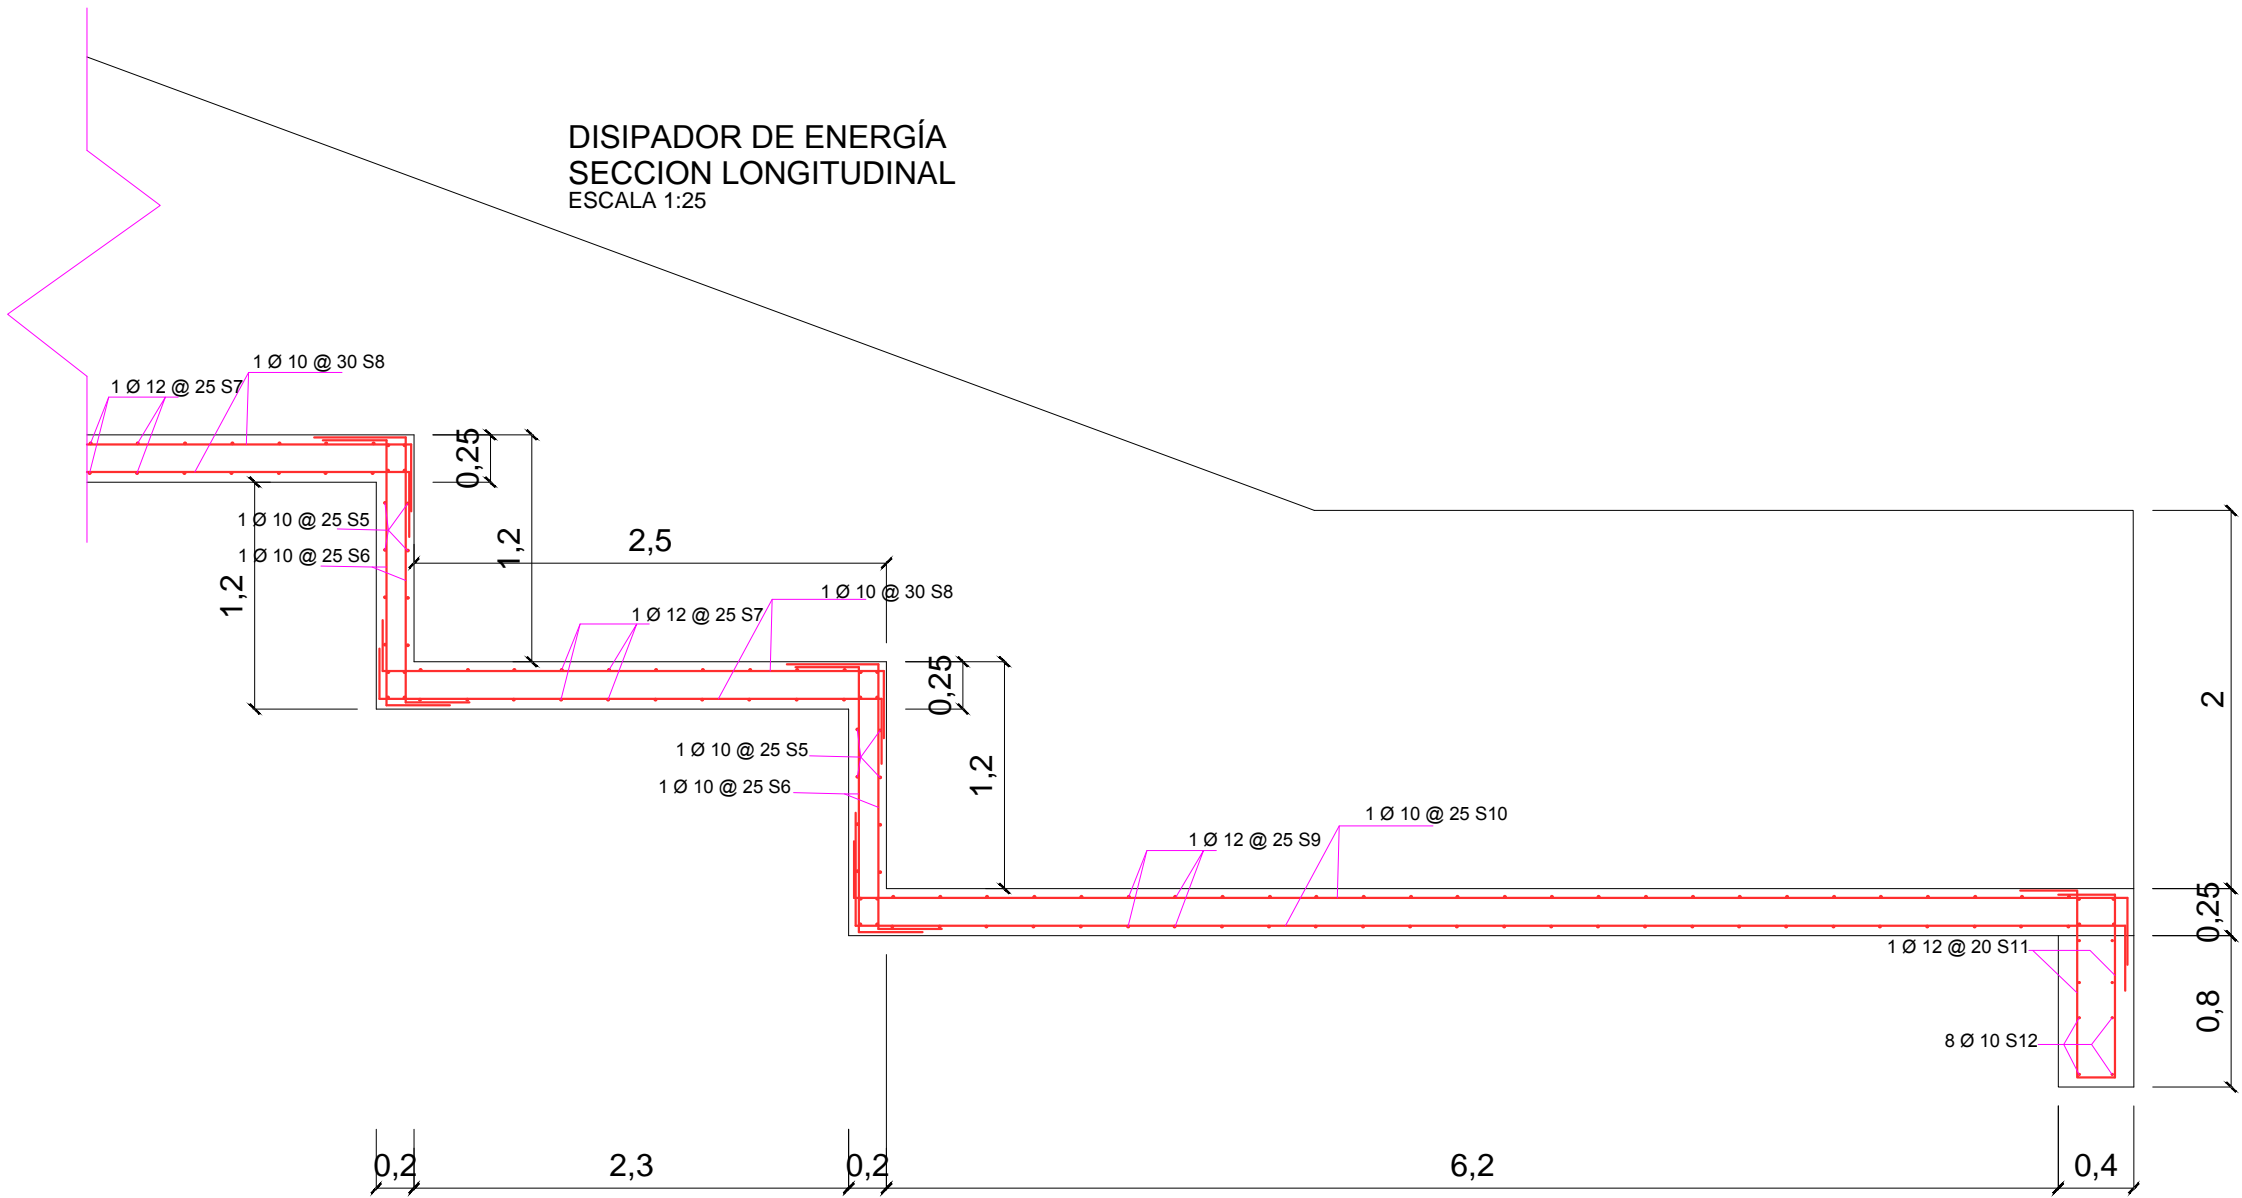 DISIPADOR DE ENERGÍA
SECCION LONGITUDINAL
ESCALA 1:25
1 Ø 10 @ 30 S8
1 Ø 12 @ 25 S7
0,25
1 Ø 10 @ 25 S5
1,2
2,5
1 Ø 10 @ 25 S6
1,2
1 Ø 10 @ 30 S8
1 Ø 12 @ 25 S7
0,25
2
1 Ø 10 @ 25 S5
1,2
1 Ø 10 @ 25 S6
1 Ø 10 @ 25 S10
1 Ø 12 @ 25 S9
0,25
1 Ø 12 @ 20 S11
0,8
8 Ø 10 S12
0,2
2,3
0,2
6,2
0,4